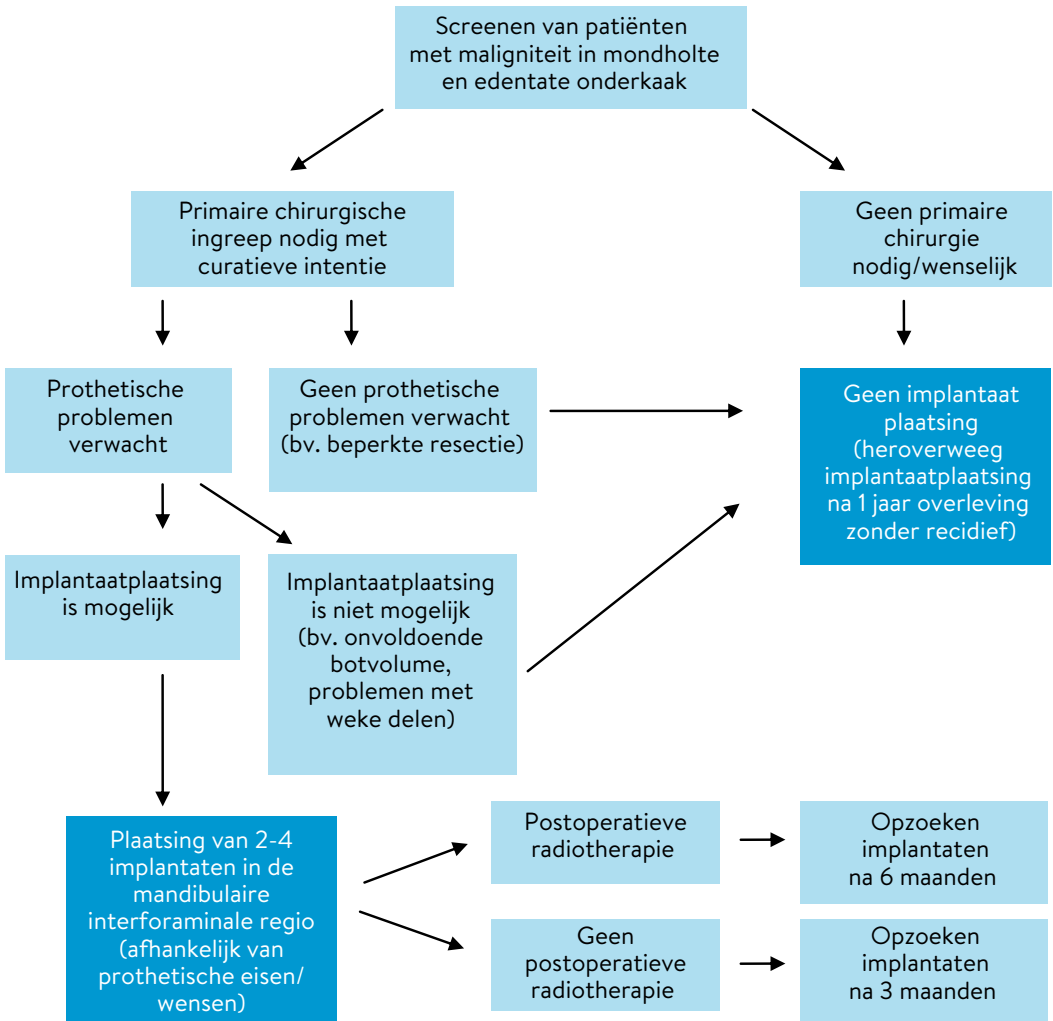 Screenen van patiënten
met maligniteit in mondholte
en edentate onderkaak
Primaire chirurgische
ingreep nodig met
curatieve intentie
Geen primaire
chirurgie
nodig/wenselijk
Prothetische
problemen
verwacht
Geen prothetische
problemen verwacht
(bv. beperkte resectie)
Geen implantaat
plaatsing
(heroverweeg
implantaatplaatsing
na 1 jaar overleving
zonder recidief)
Implantaatplaatsing
is mogelijk
Implantaatplaatsing
is niet mogelijk
(bv. onvoldoende
botvolume,
problemen met
weke delen)
Plaatsing van 2-4
implantaten in de
mandibulaire
interforaminale regio
(afhankelijk van
prothetische eisen/
wensen)
Postoperatieve
radiotherapie
Opzoeken
implantaten
na 6 maanden
Geen
postoperatieve
radiotherapie
Opzoeken
implantaten
na 3 maanden